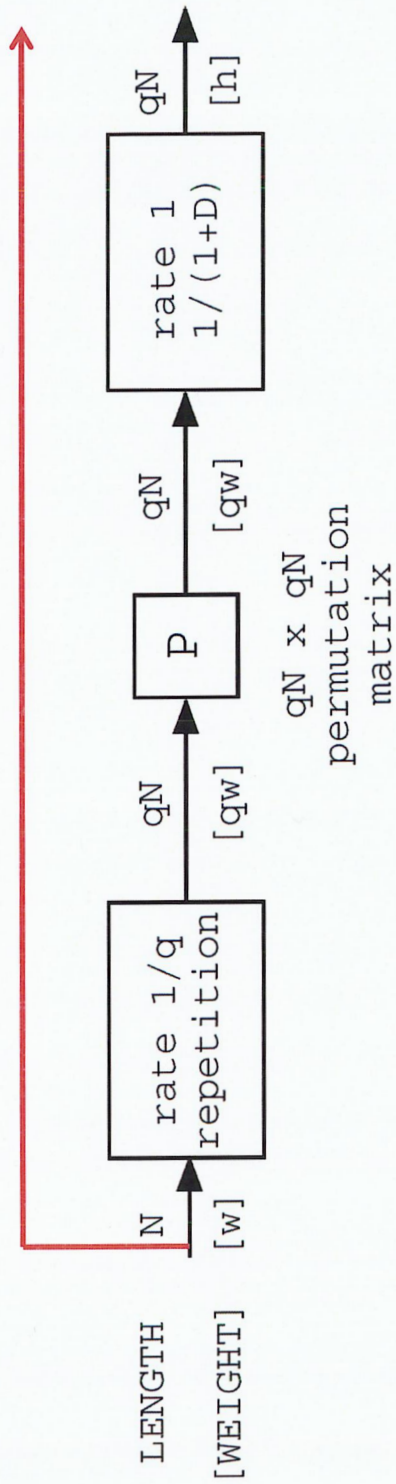 LENGTH
[WEIGHT]
N
[w]
rate 1/q
repetition
qN
[qw]
P
qN x qN
permutation
matrix
qN
[qw]
rate 1
1/(1+D)
qN
[h]